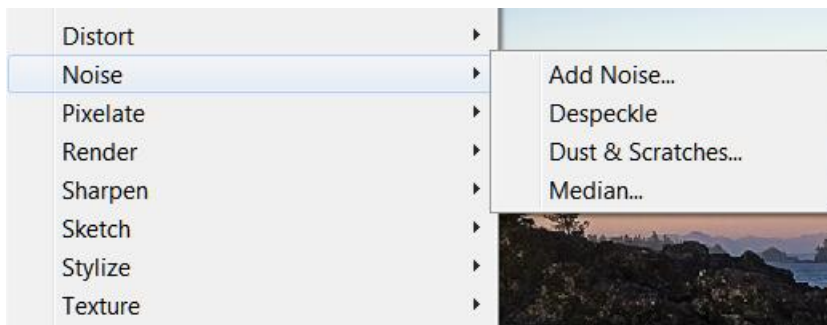 Distort
Noise
Pixelate
Render
Sharpen
Sketch
Stylize
Texture
Add Noise...
Despeckle
Dust & Scratches...
Median...